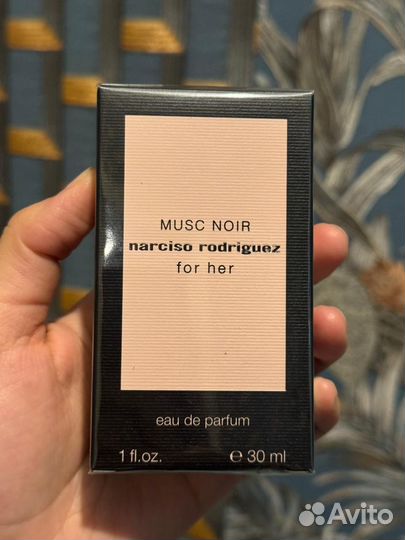 MUSC NOIR
narciso rodriguez
for her
eau de parfum
1 fl.oz. ℮ 30 ml
Avito